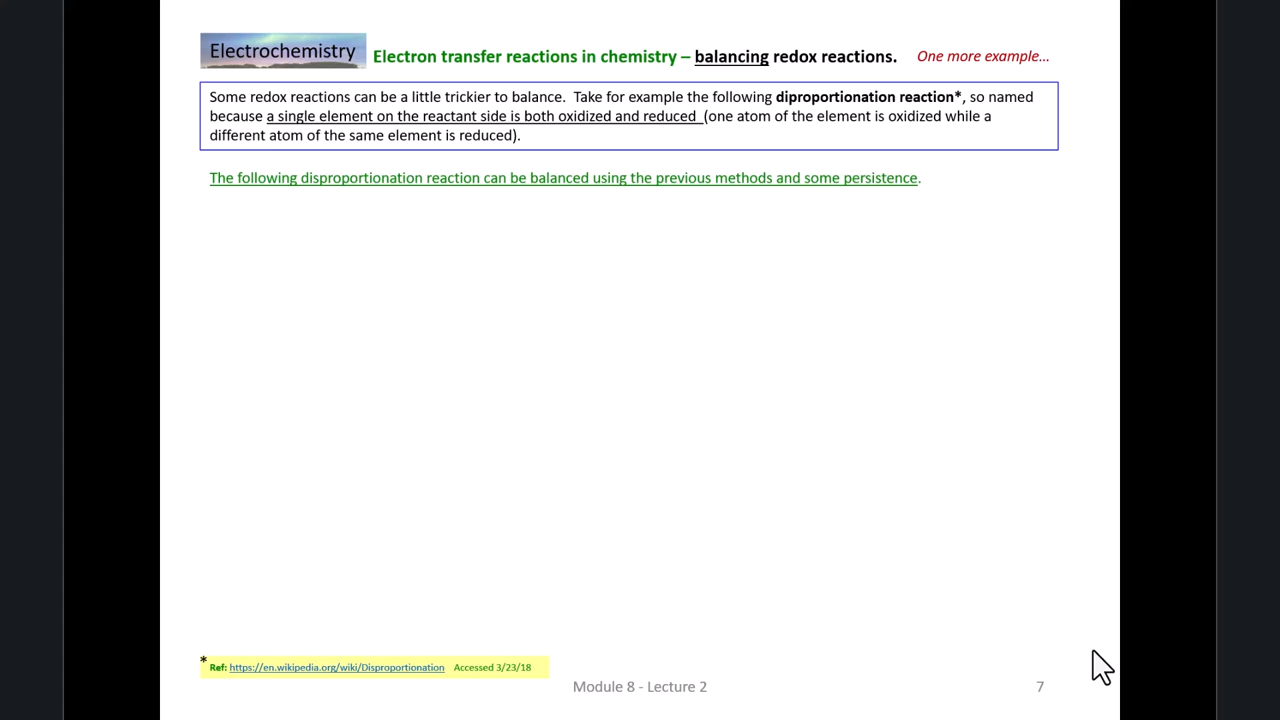 Electrochemistry
Electron transfer reactions in chemistry – balancing redox reactions. One more example...
Some redox reactions can be a little trickier to balance. Take for example the following diproportionation reaction*, so named
because a single element on the reactant side is both oxidized and reduced (one atom of the element is oxidized while a
different atom of the same element is reduced).
The following disproportionation reaction can be balanced using the previous methods and some persistence.
* Ref: https://en.wikipedia.org/wiki/Disproportionation Accessed 3/23/18
Module 8 - Lecture 2 7